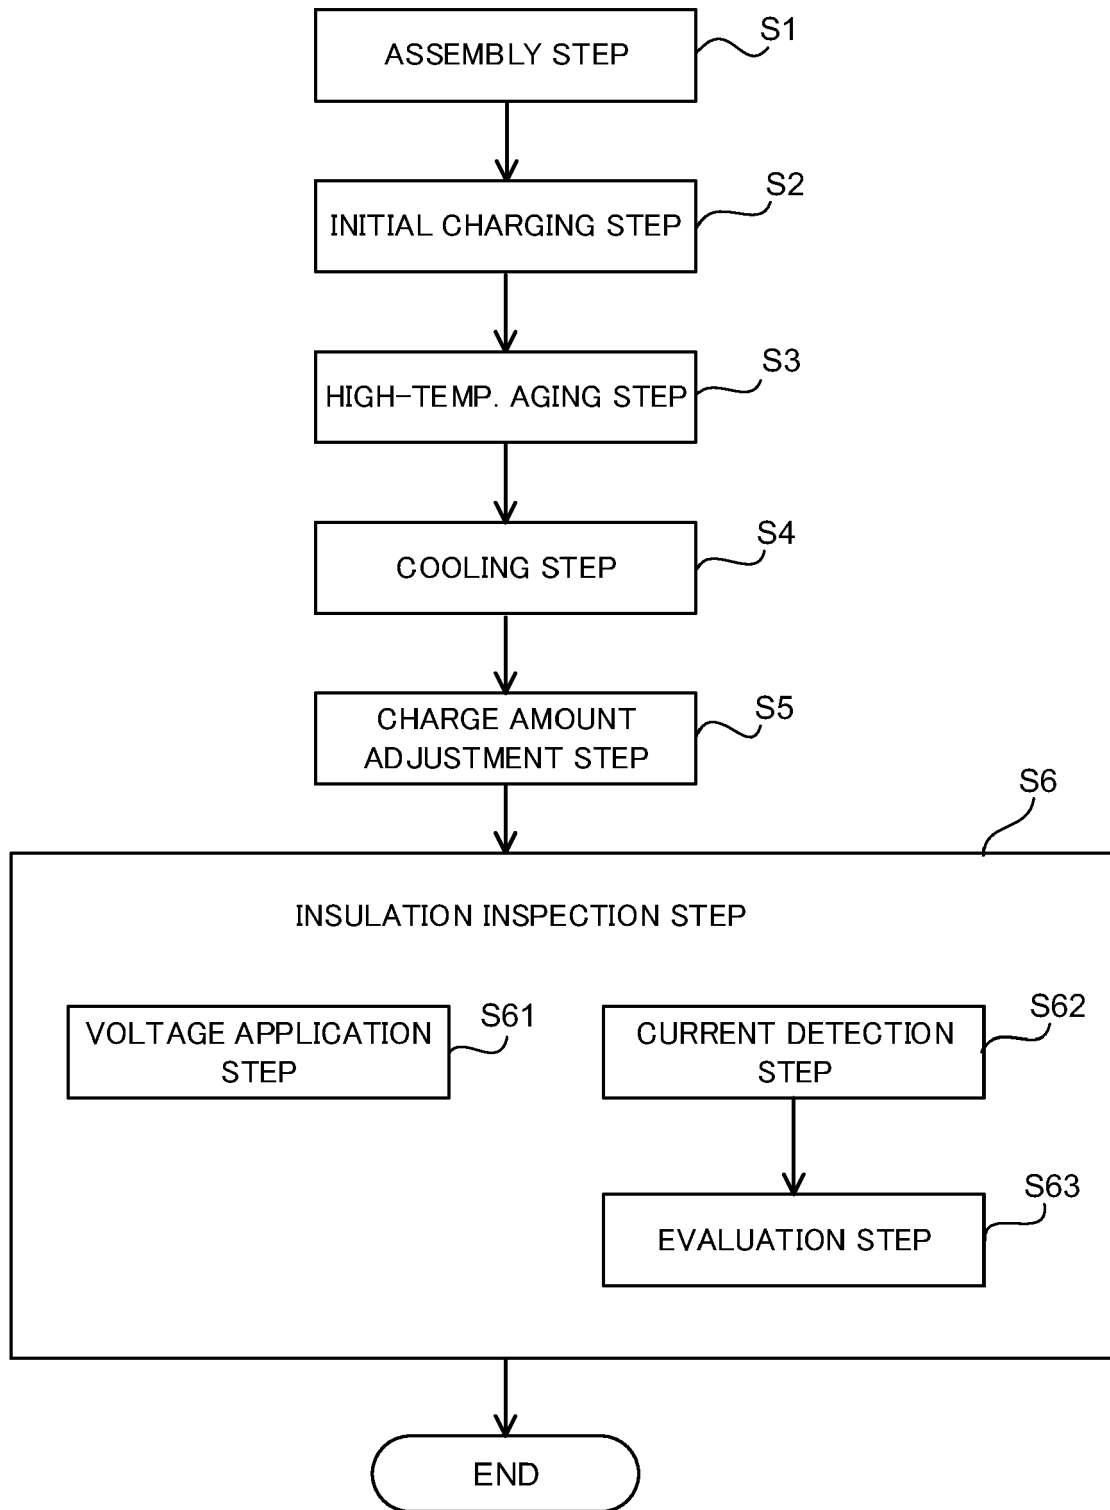 ASSEMBLY STEP
S1
INITIAL CHARGING STEP
S2
HIGH-TEMP. AGING STEP
S3
COOLING STEP
S4
CHARGE AMOUNT
ADJUSTMENT STEP
S5
S6
INSULATION INSPECTION STEP
VOLTAGE APPLICATION
STEP
S61
CURRENT DETECTION
STEP
S62
EVALUATION STEP
S63
END